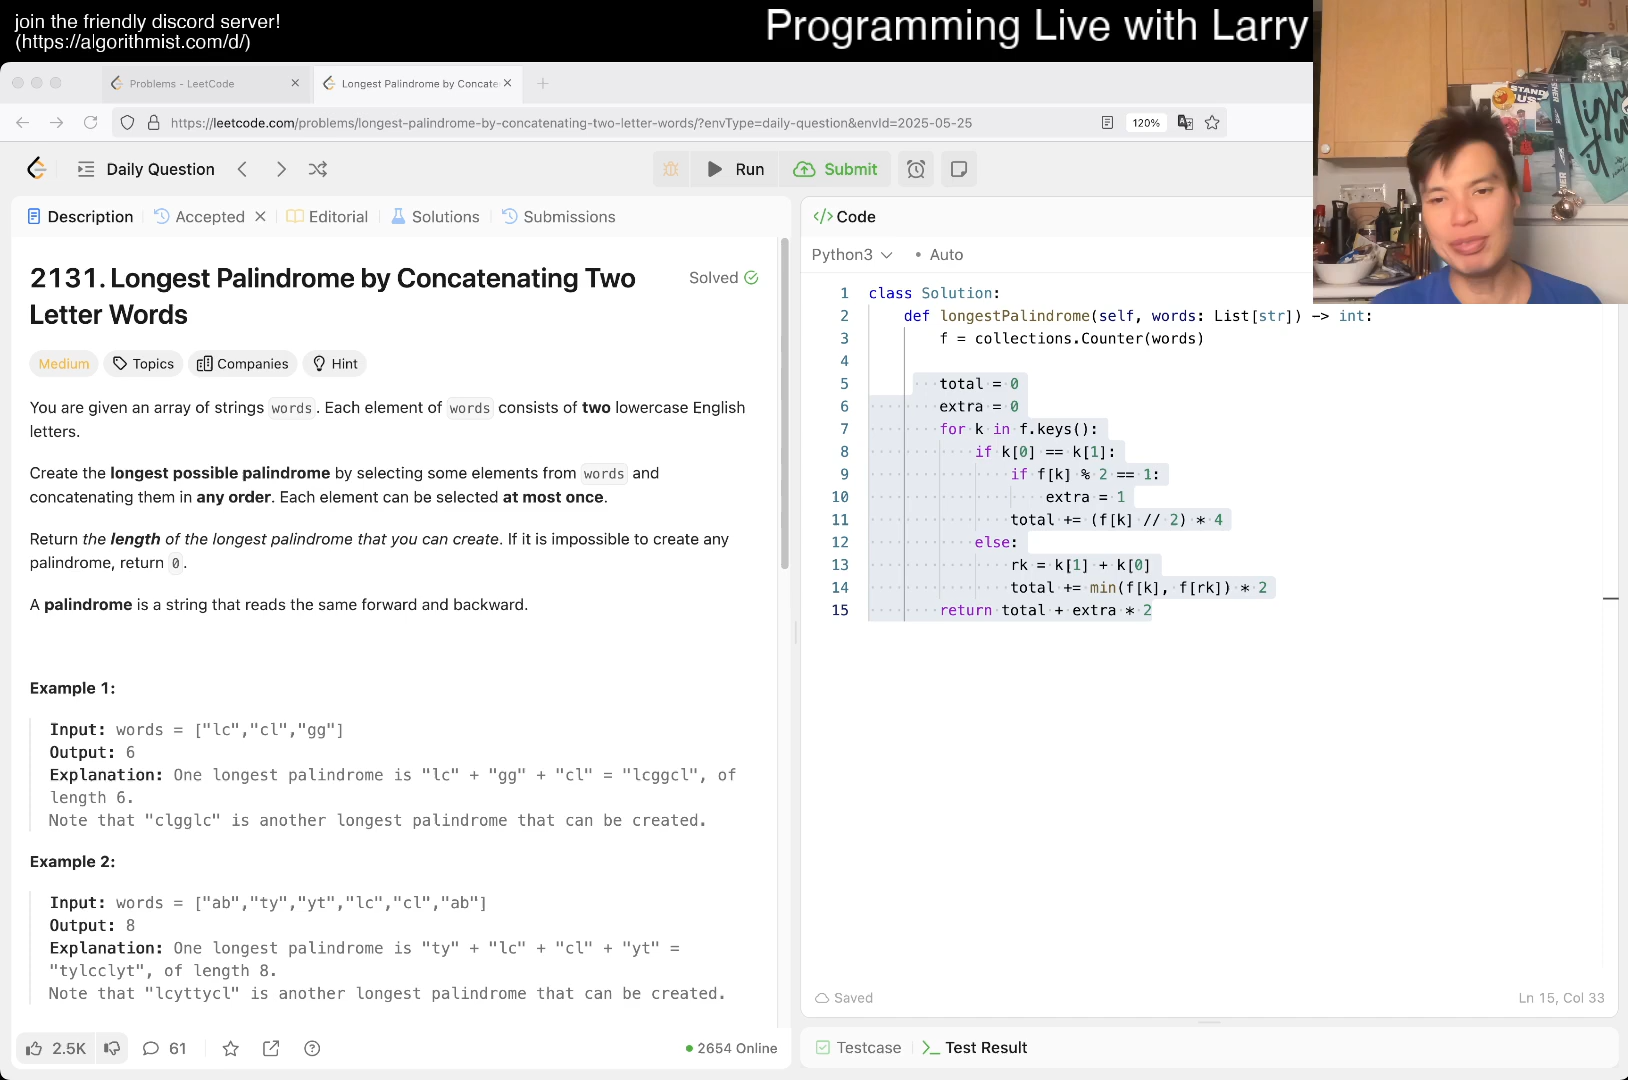 join the friendly discord server!
(https://algorithmist.com/d/)
Programming Live with Larry
Problems - LeetCode
Longest Palindrome by Concate
https://leetcode.com/problems/longest-palindrome-by-concatenating-two-letter-words/?envType=daily-question&envId=2025-05-25
120%
Daily Question
Run
Submit
Description
Accepted
Editorial
Solutions
Submissions
2131. Longest Palindrome by Concatenating Two
Letter Words
Solved
Medium
Topics
Companies
Hint
You are given an array of strings words. Each element of words consists of two lowercase English
letters.
Create the longest possible palindrome by selecting some elements from words and
concatenating them in any order. Each element can be selected at most once.
Return the length of the longest palindrome that you can create. If it is impossible to create any
palindrome, return 0.
A palindrome is a string that reads the same forward and backward.
Example 1:
Input: words = ["lc","cl","gg"]
Output: 6
Explanation: One longest palindrome is "lc" + "gg" + "cl" = "lcggcl", of
length 6.
Note that "clgglc" is another longest palindrome that can be created.
Example 2:
Input: words = ["ab","ty","yt","lc","cl","ab"]
Output: 8
Explanation: One longest palindrome is "ty" + "lc" + "cl" + "yt" =
"tylcclyt", of length 8.
Note that "lcyttycl" is another longest palindrome that can be created.
2.5K
61
2654 Online
</> Code
Python3
• Auto
1 class Solution:
2 def longestPalindrome(self, words: List[str]) -> int:
3 f = collections.Counter(words)
4
5 total = 0
6 extra = 0
7 for k in f.keys():
8 if k[0] == k[1]:
9 if f[k] % 2 == 1:
10 extra = 1
11 total += (f[k] // 2) * 4
12 else:
13 rk = k[1] + k[0]
14 total += min(f[k], f[rk]) * 2
15 return total + extra * 2
Saved
Ln 15, Col 33
Testcase
Test Result
STAND